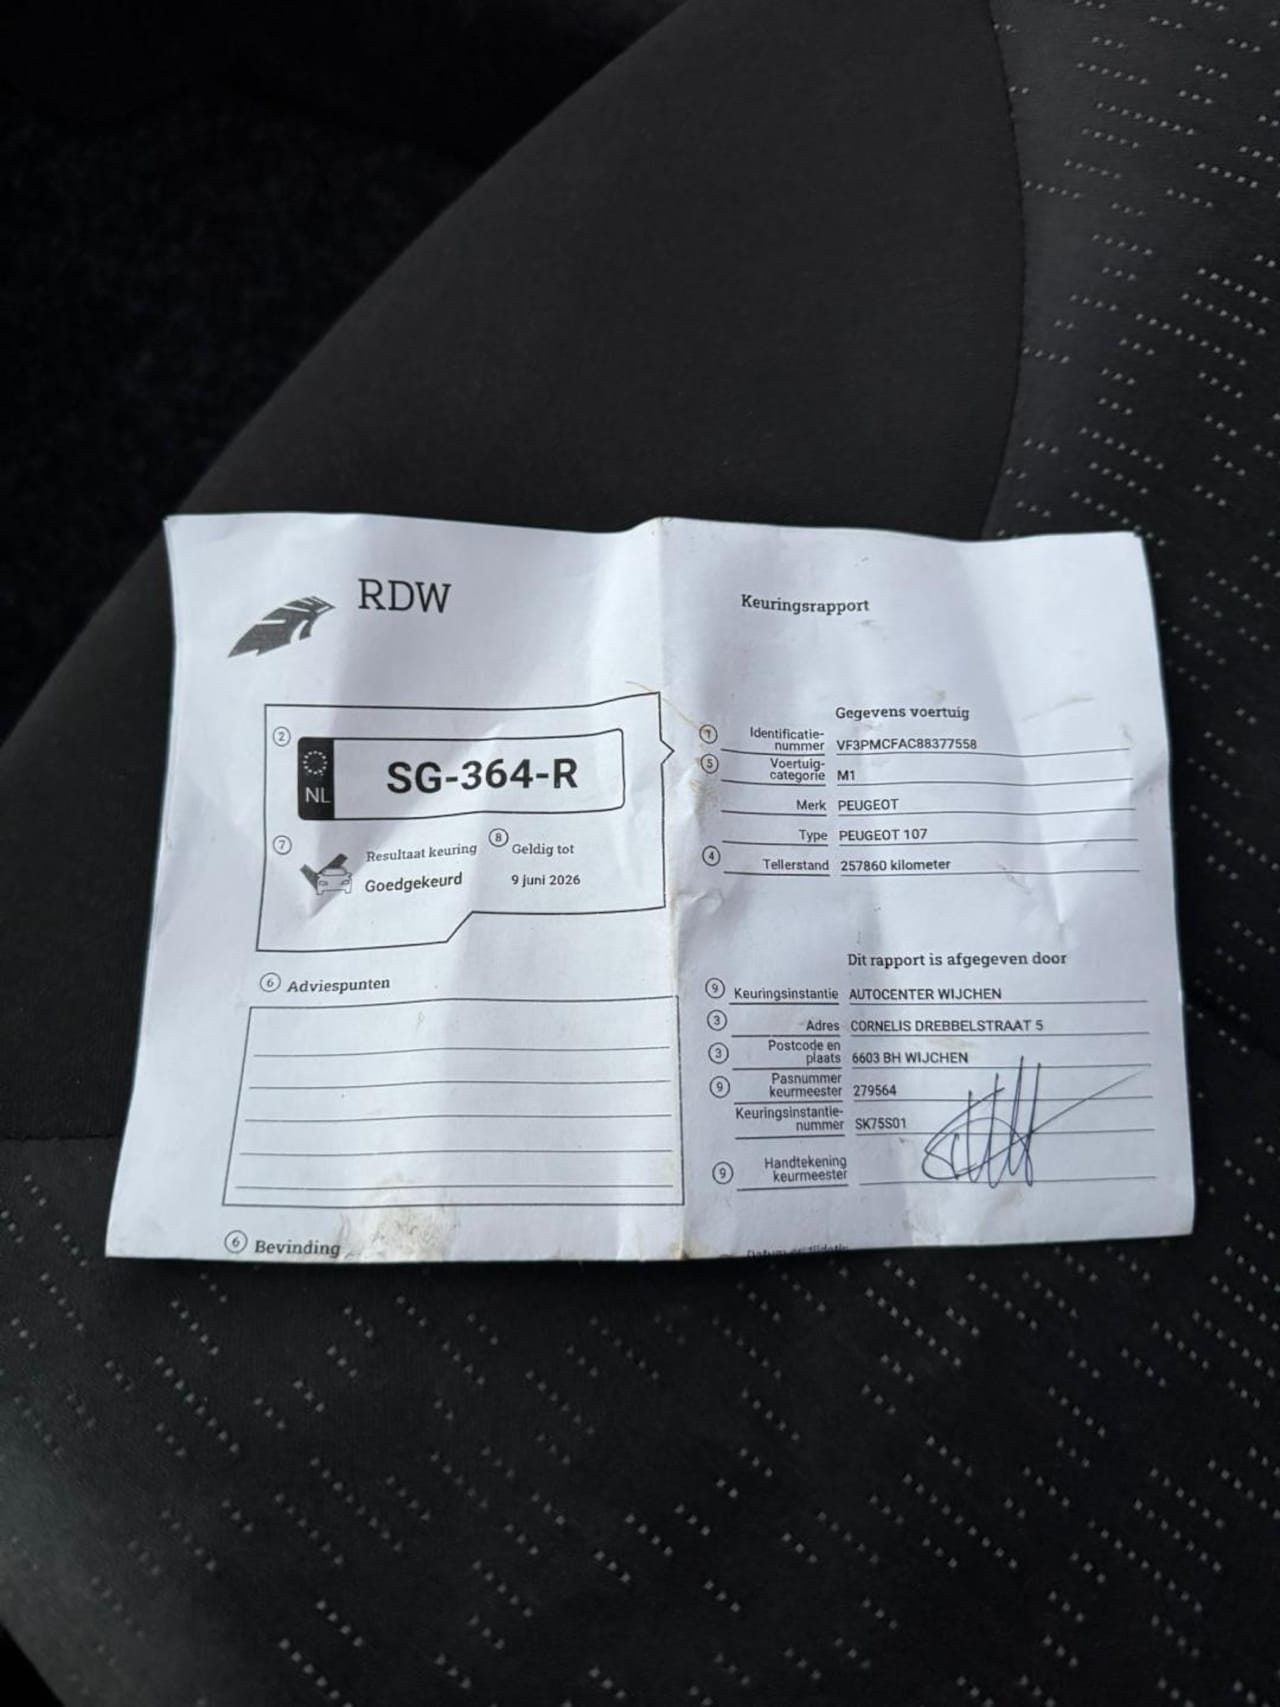 RDW
Keuringsrapport
2
NL
SG-364-R
7
Resultaat keuring
Goedgekeurd
8
Geldig tot
9 juni 2026
6 Adviespunten
6 Bevinding
Gegevens voertuig
1 Identificatie-
nummer VF3PMCFAC88377558
5 Voertuig-
categorie M1
Merk PEUGEOT
Type PEUGEOT 107
4 Tellerstand 257860 kilometer
Dit rapport is afgegeven door
9 Keuringsinstantie AUTOCENTER WIJCHEN
3 Adres CORNELIS DREBBELSTRAAT 5
3 Postcode en
plaats 6603 BH WIJCHEN
9 Pasnummer
keurmeester 279564
Keuringsinstantie-
nummer SK75S01
9 Handtekening
keurmeester